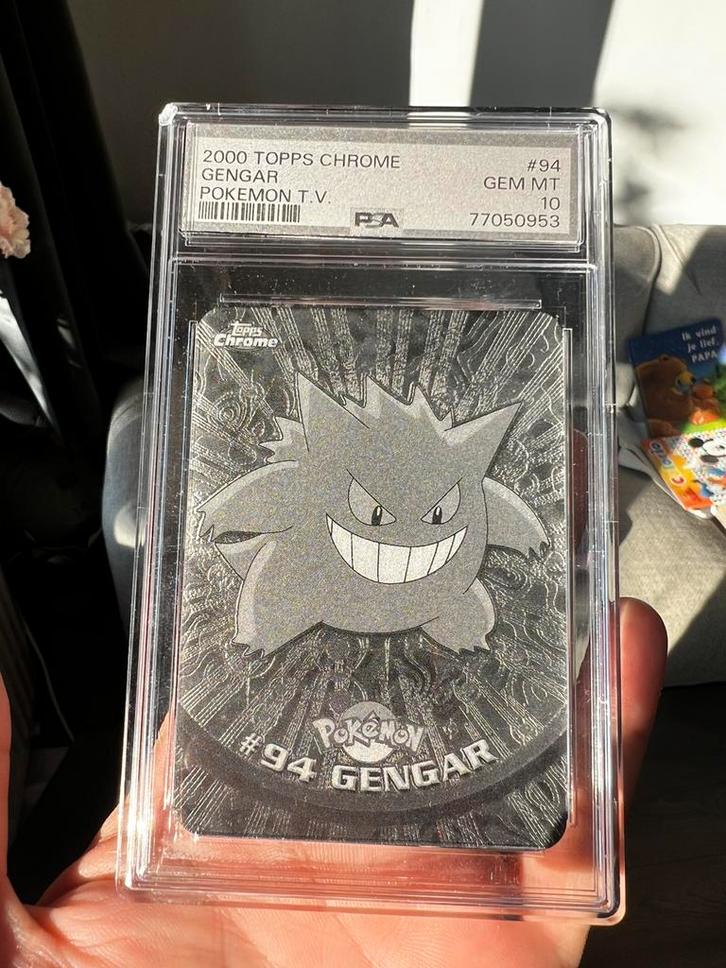 2000 TOPPS CHROME #94
GENGAR GEM MT
POKEMON T.V. 10
PSA 77050953
Topps
Chrome
Ik vind
je lief,
PAPA
POKéMON
#94 GENGAR